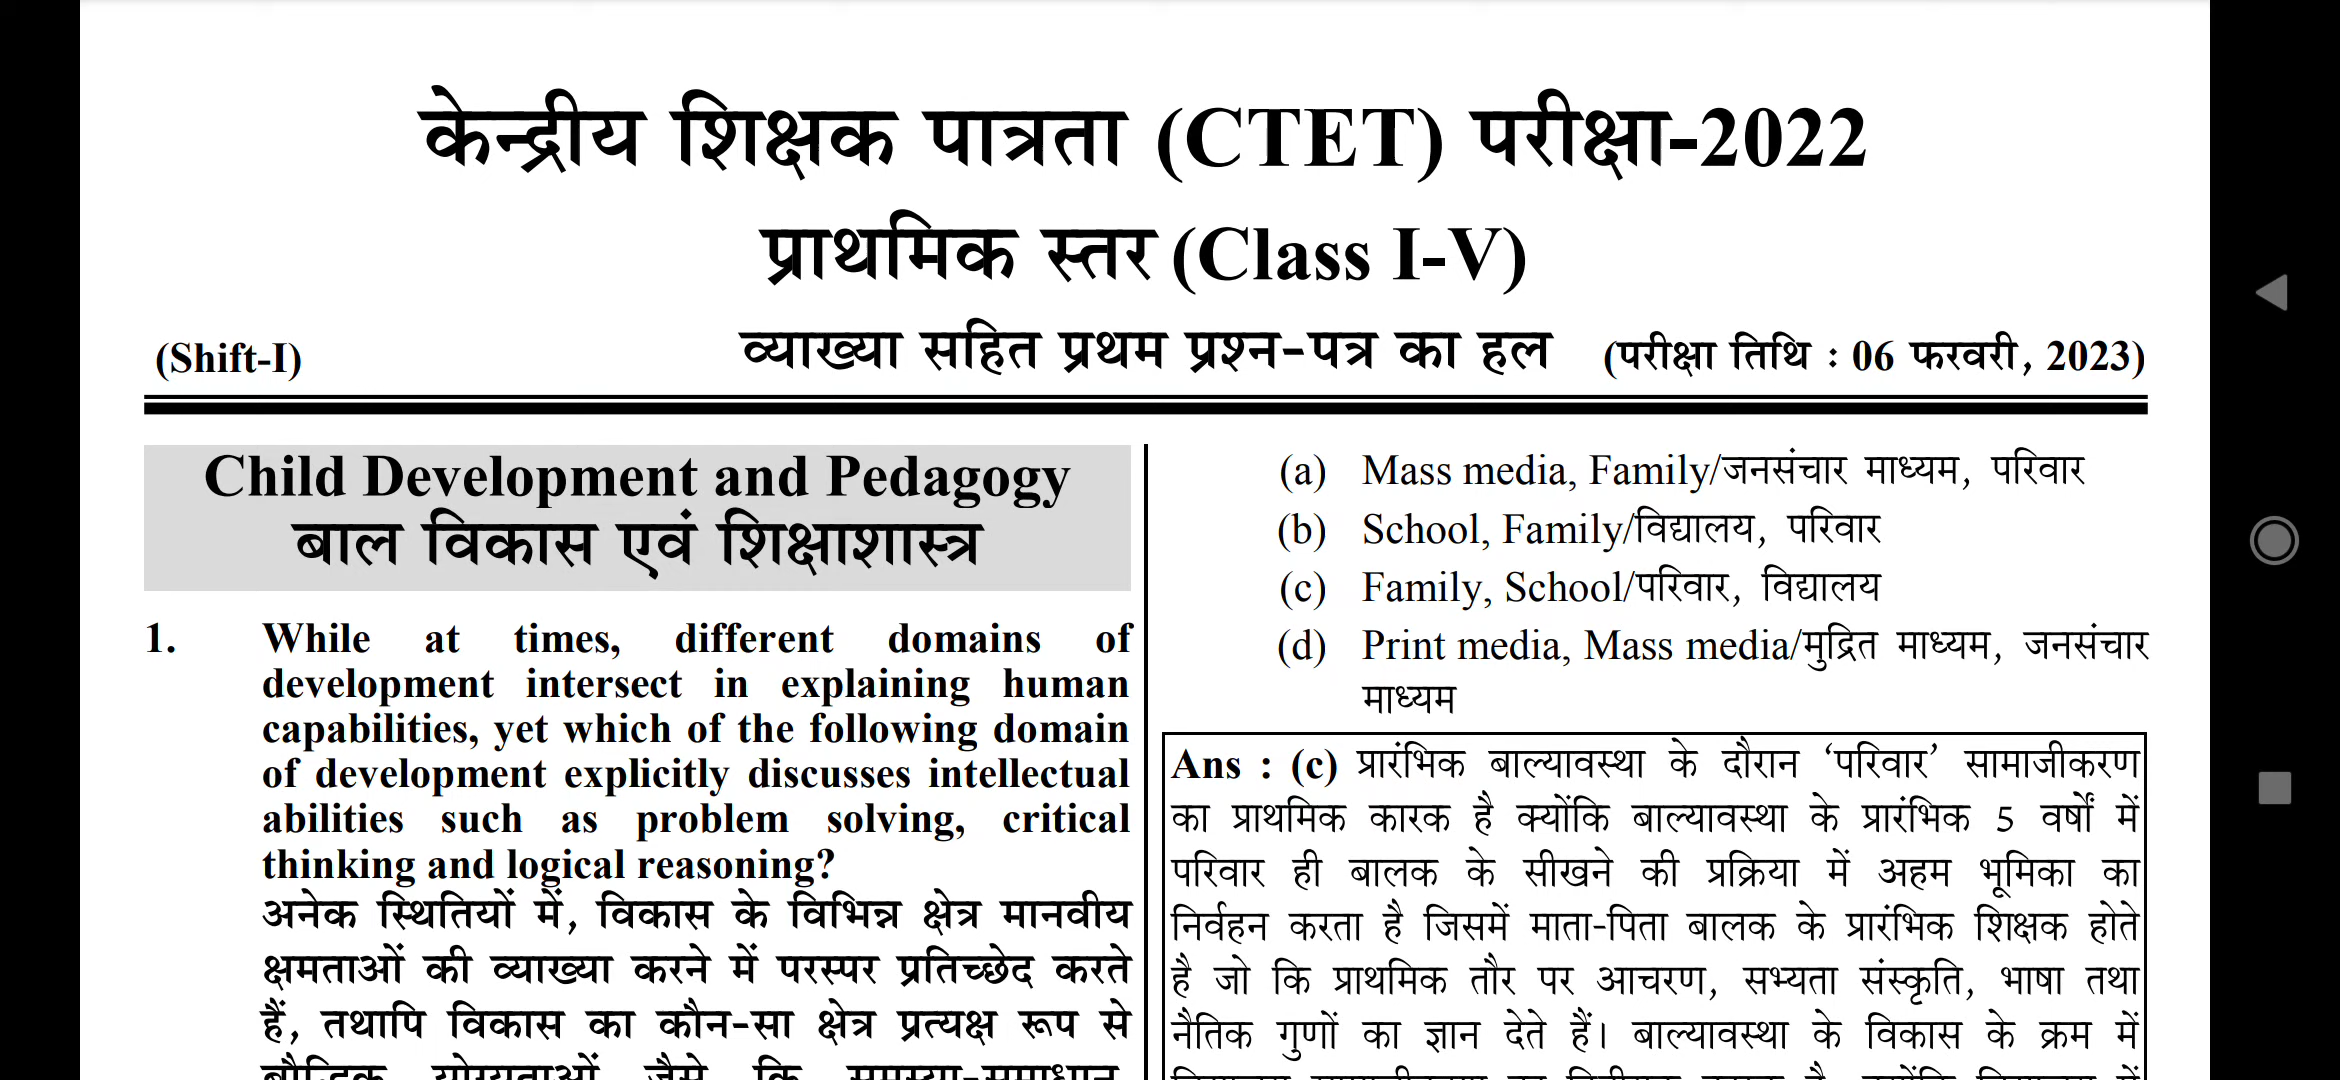 केन्द्रीय शिक्षक पात्रता (CTET) परीक्षा-2022
प्राथमिक स्तर (Class I-V)
(Shift-I) व्याख्या सहित प्रथम प्रश्न-पत्र का हल (परीक्षा तिथि : 06 फरवरी, 2023)
Child Development and Pedagogy
बाल विकास एवं शिक्षाशास्त्र
1. While at times, different domains of
development intersect in explaining human
capabilities, yet which of the following domain
of development explicitly discusses intellectual
abilities such as problem solving, critical
thinking and logical reasoning?
अनेक स्थितियों में, विकास के विभिन्न क्षेत्र मानवीय
क्षमताओं की व्याख्या करने में परस्पर प्रतिच्छेद करते
हैं, तथापि विकास का कौन-सा क्षेत्र प्रत्यक्ष रूप से
बौद्धिक योग्यताओं जैसे कि समस्या-समाधान,
(a) Mass media, Family/जनसंचार माध्यम, परिवार
(b) School, Family/विद्यालय, परिवार
(c) Family, School/परिवार, विद्यालय
(d) Print media, Mass media/मुद्रित माध्यम, जनसंचार
माध्यम
Ans : (c) प्रारंभिक बाल्यावस्था के दौरान ‘परिवार’ सामाजीकरण
का प्राथमिक कारक है क्योंकि बाल्यावस्था के प्रारंभिक 5 वर्षों में
परिवार ही बालक के सीखने की प्रक्रिया में अहम भूमिका का
निर्वहन करता है जिसमें माता-पिता बालक के प्रारंभिक शिक्षक होते
है जो कि प्राथमिक तौर पर आचरण, सभ्यता संस्कृति, भाषा तथा
नैतिक गुणों का ज्ञान देते हैं। बाल्यावस्था के विकास के क्रम में